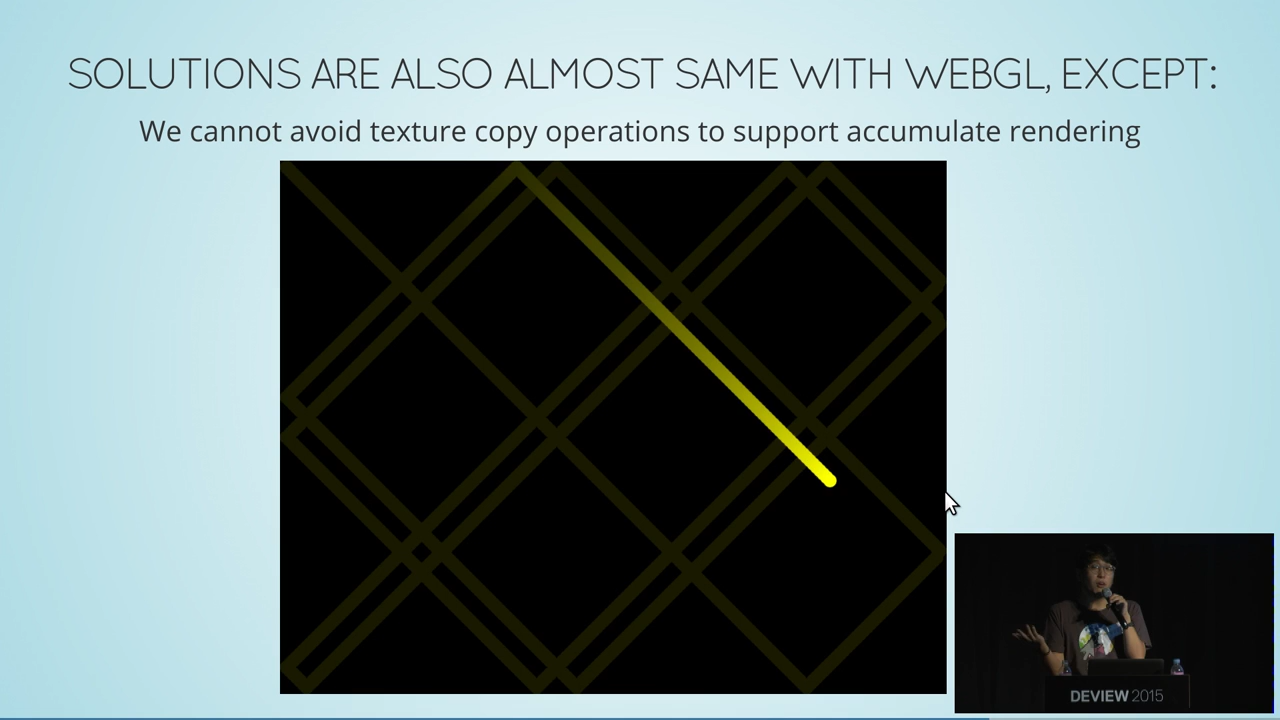 SOLUTIONS ARE ALSO ALMOST SAME WITH WEBGL, EXCEPT:
We cannot avoid texture copy operations to support accumulate rendering
DEVIEW 2015